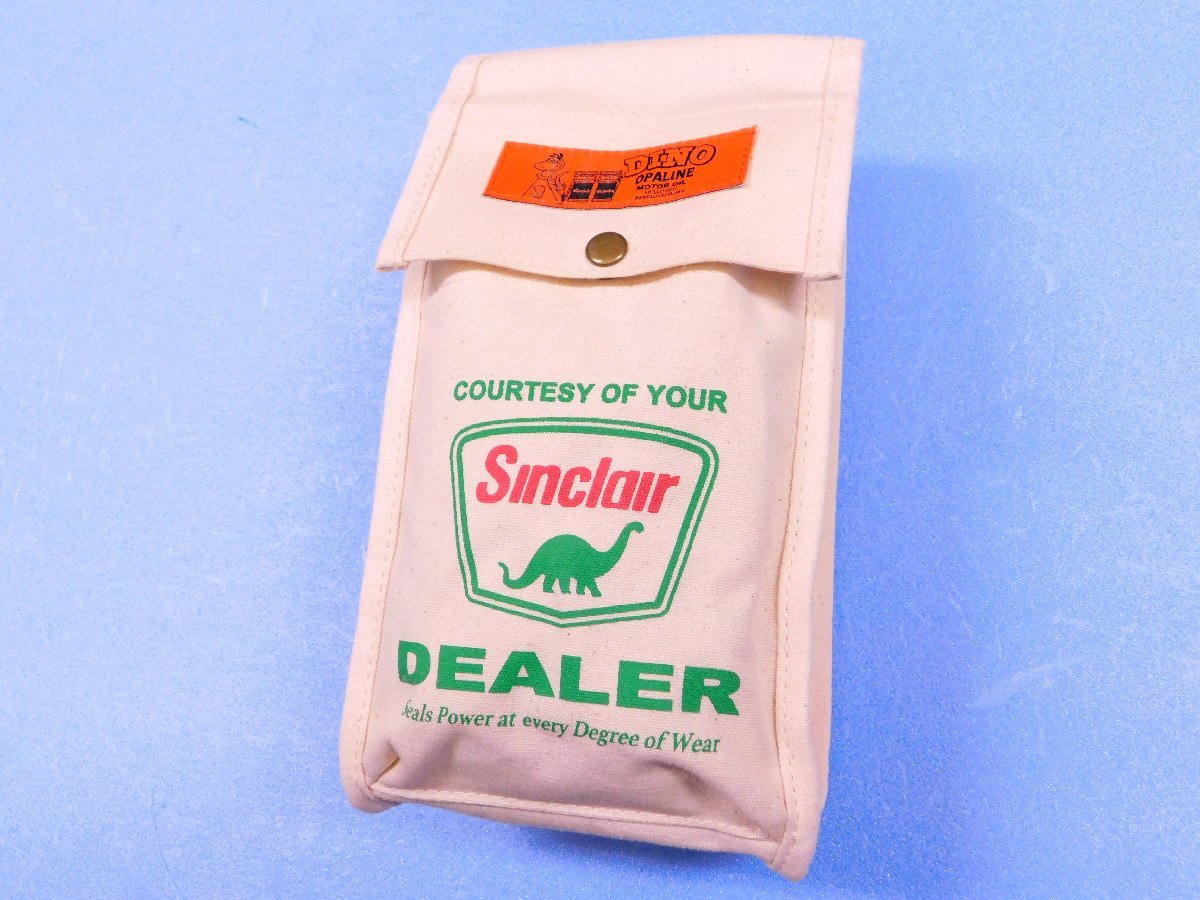 DINO
OPALINE
MOTOR OIL
COURTESY OF YOUR
Sinclair
DEALER
Seals Power at every Degree of Wear